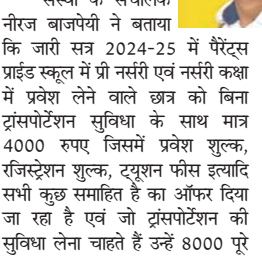 संस्था के संचालक
नीरज बाजपेयी ने बताया
कि जारी सत्र 2024-25 में पैरेंट्स
प्राईड स्कूल में प्री नर्सरी एवं नर्सरी कक्षा
में प्रवेश लेने वाले छात्र को बिना
ट्रांसपोर्टेशन सुविधा के साथ मात्र
4000 रुपए जिसमें प्रवेश शुल्क,
रजिस्ट्रेशन शुल्क, ट्यूशन फीस इत्यादि
सभी कुछ समाहित है का ऑफर दिया
जा रहा है एवं जो ट्रांसपोर्टेशन की
सुविधा लेना चाहते हैं उन्हें 8000 पूरे